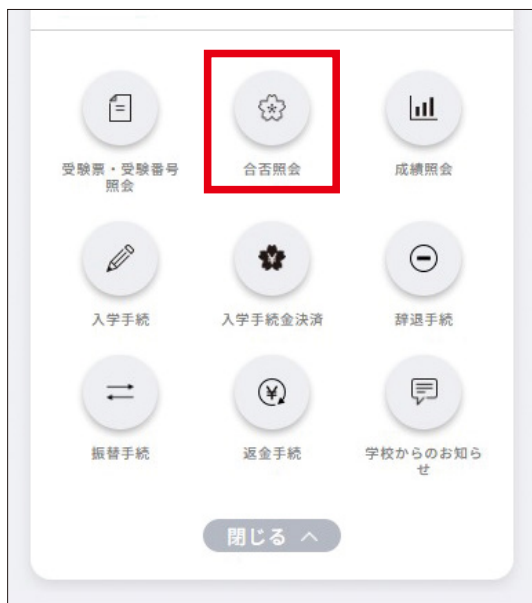 受験票・受験番号
照会
合否照会
成績照会
入学手続
入学手続金決済
辞退手続
振替手続
返金手続
学校からのお知ら
せ
閉じる